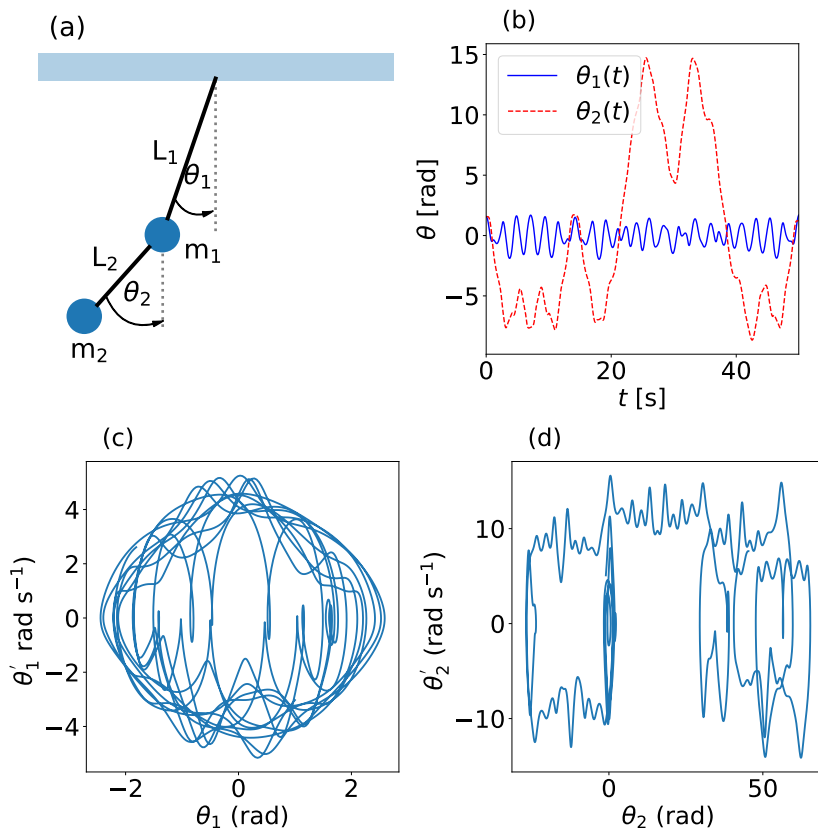 (a)
L₁
θ₁
m₁
L₂
θ₂
m₂
(b)
θ₁(t)
θ₂(t)
θ [rad]
15
10
5
0
−5
0
20
40
t [s]
(c)
θ′₁ rad s⁻¹
4
2
0
−2
−4
−2
0
2
θ₁ (rad)
(d)
θ′₂ (rad s⁻¹)
10
0
−10
0
50
θ₂ (rad)